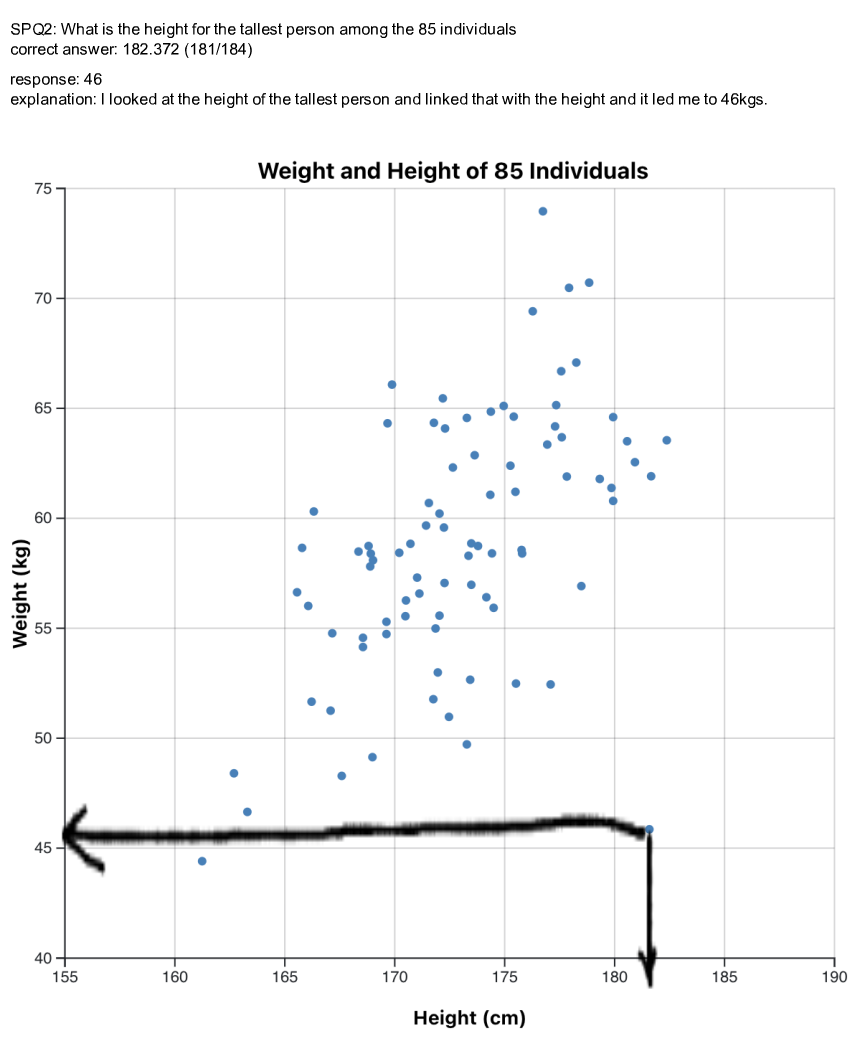 SPQ2: What is the height for the tallest person among the 85 individuals
correct answer: 182.372 (181/184)
response: 46
explanation: I looked at the height of the tallest person and linked that with the height and it led me to 46kgs.
Weight and Height of 85 Individuals
75
70
65
60
55
50
45
40
Weight (kg)
155 160 165 170 175 180 185 190
Height (cm)